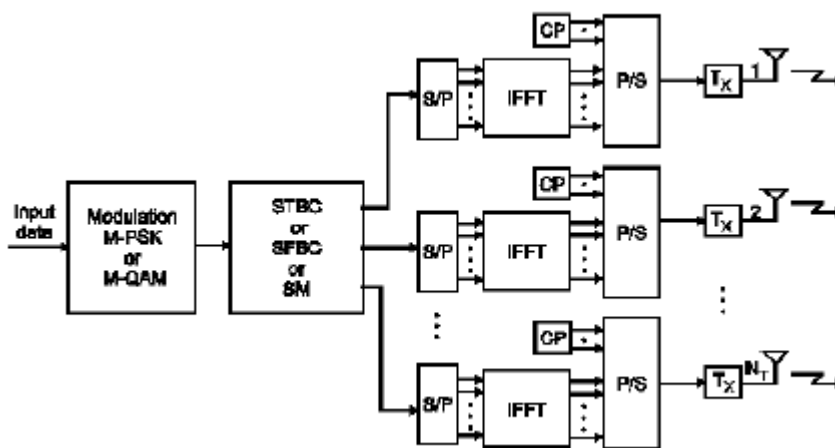 Input
data
Modulation
M-PSK
or
M-QAM
STBC
or
SFBC
or
SM
CP
S/P
IFFT
P/S
TX
1
CP
S/P
IFFT
P/S
TX
2
CP
S/P
IFFT
P/S
TX
NT